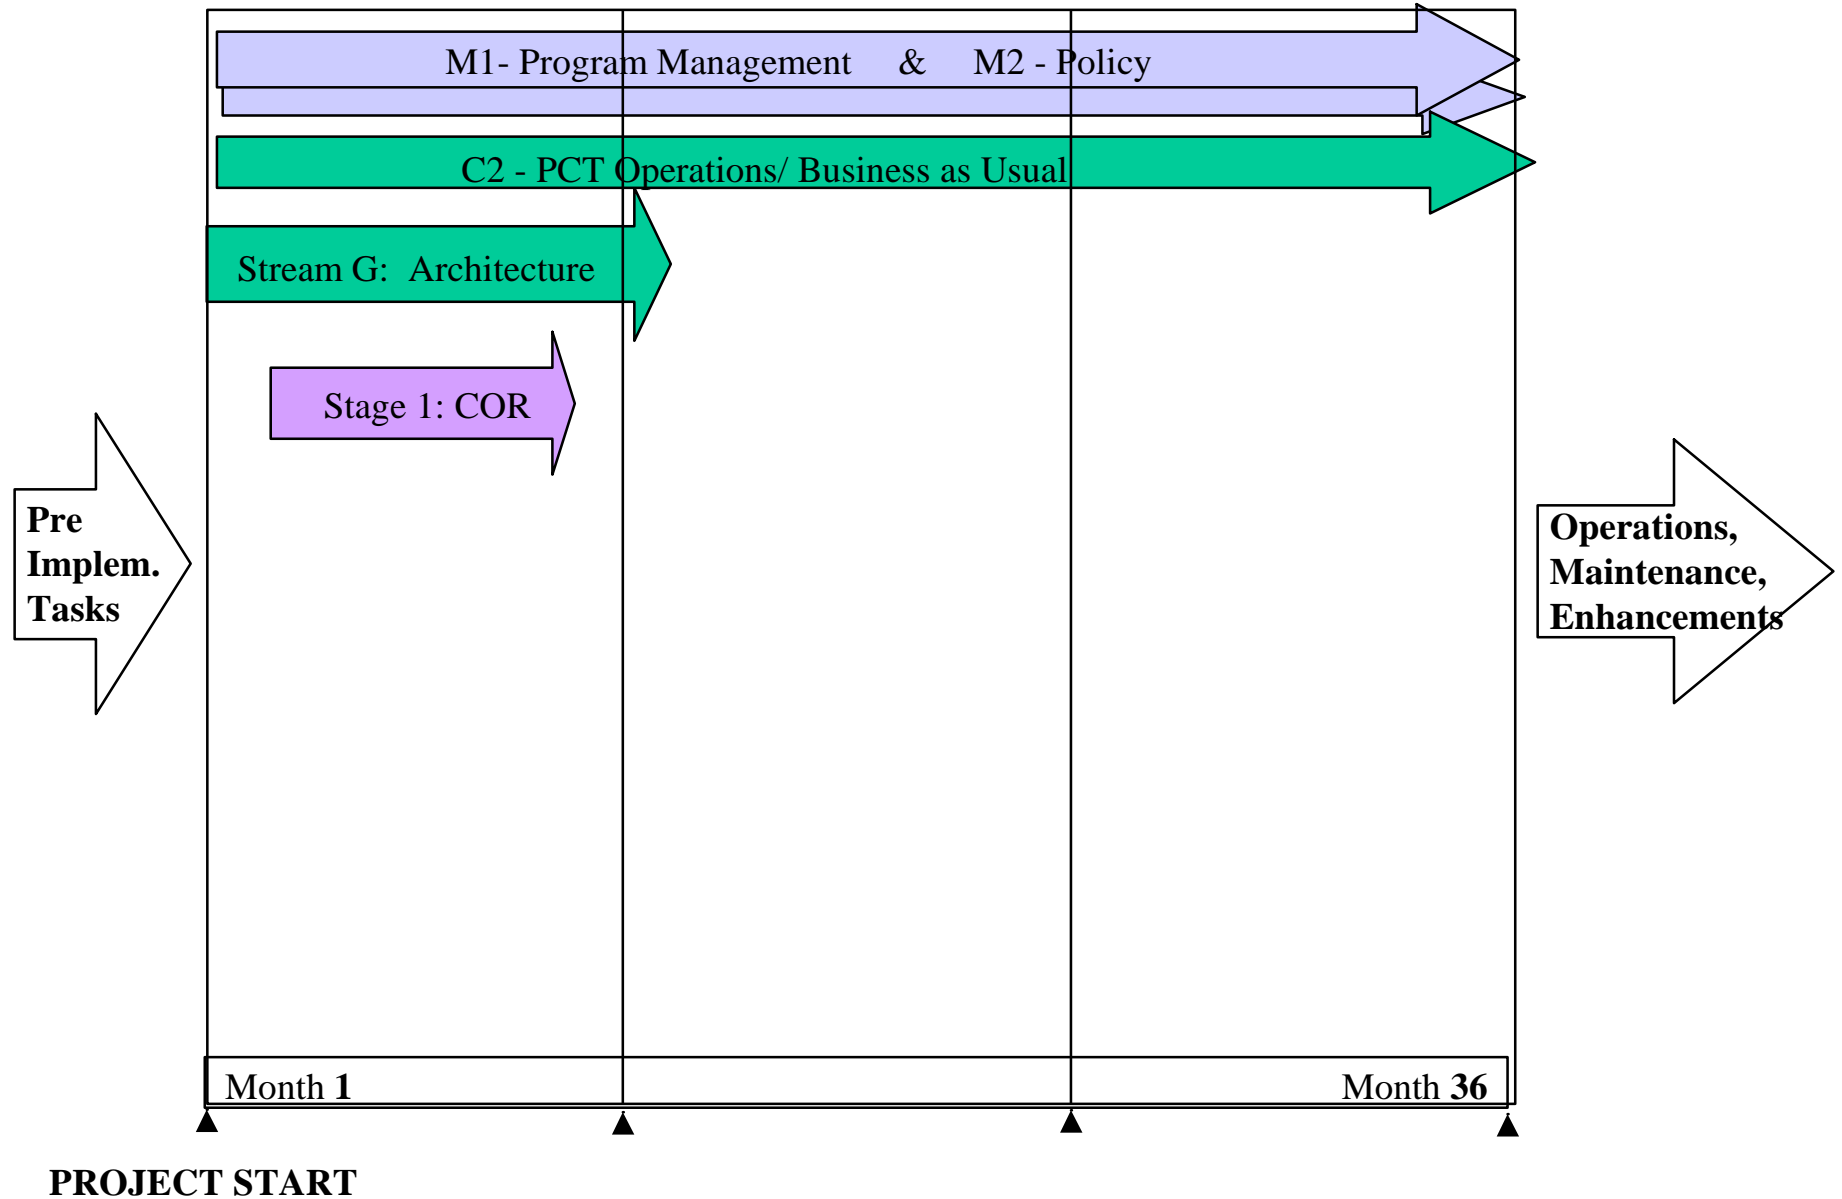 M1- Program Management & M2 - Policy
C2 - PCT Operations/ Business as Usual
Stream G: Architecture
Stage 1: COR
Pre
Implem.
Tasks
Operations,
Maintenance,
Enhancements
Month 1
Month 36
PROJECT START